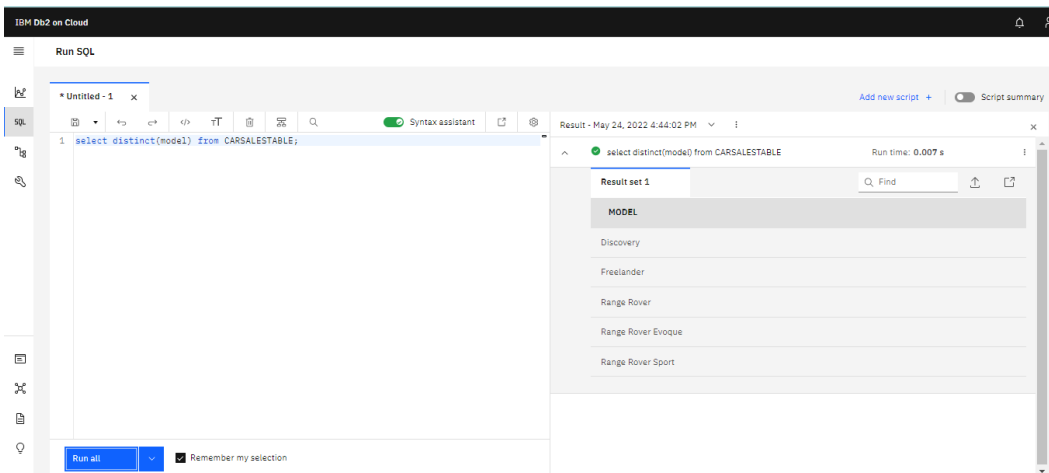 IBM Db2 on Cloud
Run SQL
* Untitled - 1 x
Add new script +
Script summary
SQL
Syntax assistant
Result - May 24, 2022 4:44:02 PM
1 select distinct(model) from CARSALESTABLE;
select distinct(model) from CARSALESTABLE
Run time: 0.007 s
Result set 1
Find
MODEL
Discovery
Freelander
Range Rover
Range Rover Evoque
Range Rover Sport
Run all
Remember my selection